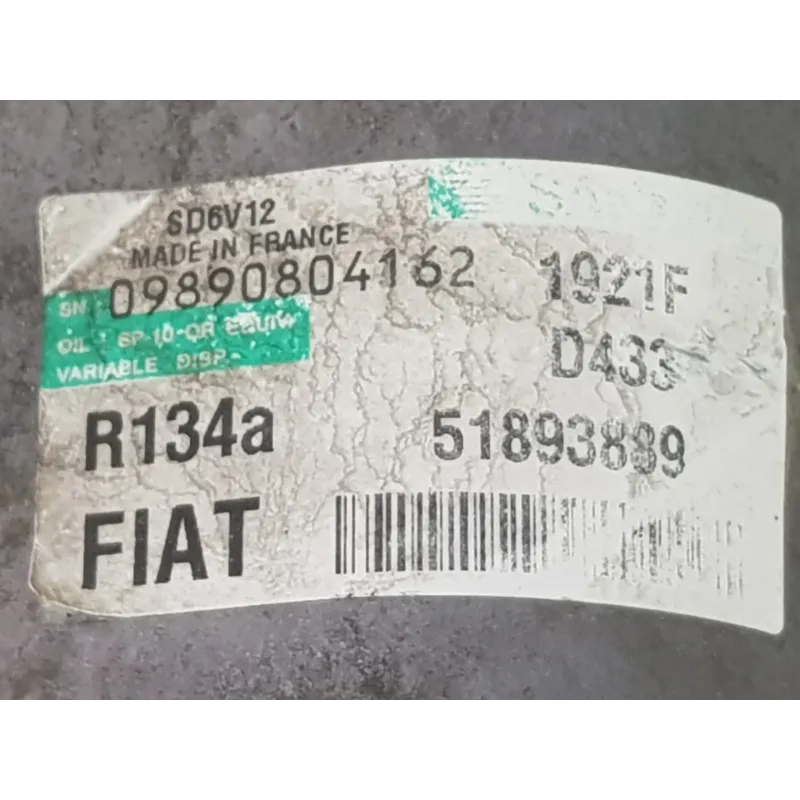 SD6V12
MADE IN FRANCE
SN 09890804162
OIL : SP-10-OR EQUIV.
VARIABLE DISP.
1921F
D433
R134a
51893889
FIAT